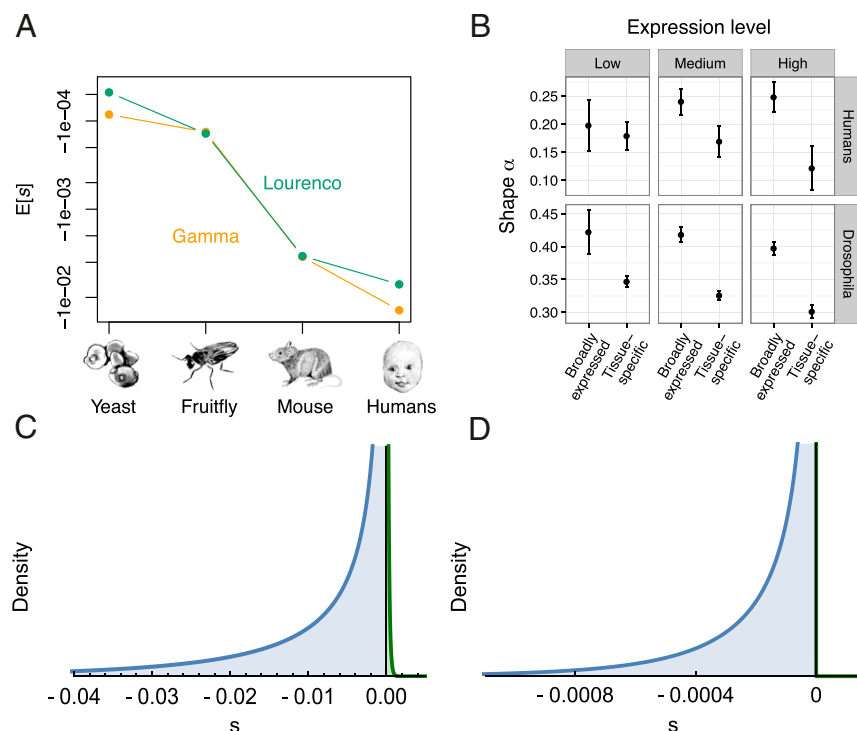 A
E[s]
-1e-04
-1e-03
-1e-02
Lourenco
Gamma
Yeast
Fruitfly
Mouse
Humans
B
Expression level
Low
Medium
High
Shape α
0.25
0.20
0.15
0.10
Humans
0.45
0.40
0.35
0.30
Drosophila
Broadly
expressed
Tissue–
specific
Broadly
expressed
Tissue–
specific
Broadly
expressed
Tissue–
specific
C
Density
-0.04
-0.03
-0.02
-0.01
0.00
s
D
Density
-0.0008
-0.0004
0
s